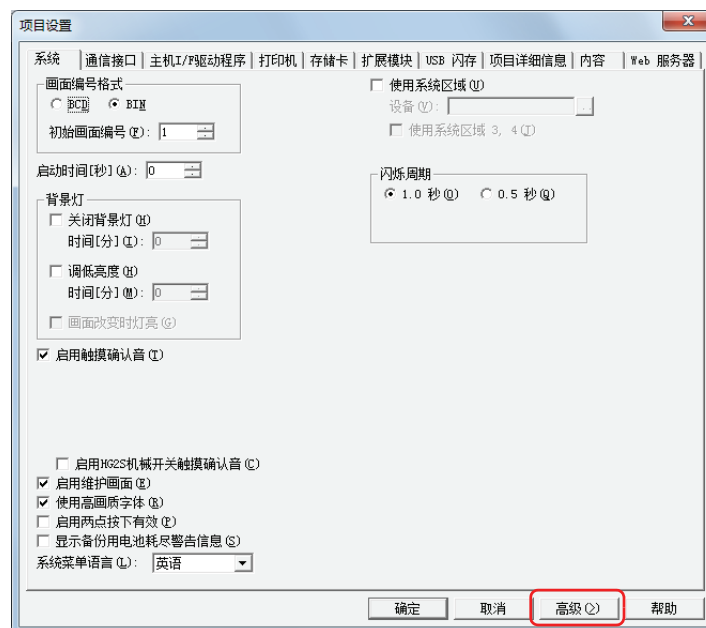 项目设置
系统 通信接口 主机I/F驱动程序 打印机 存储卡 扩展模块 USB 闪存 项目详细信息 内容 Web 服务器
画面编号格式
BCD BIN
初始画面编号(F): 1
启动时间[秒](A): 0
背景灯
关闭背景灯(H)
时间[分](I): 0
调低亮度(H)
时间[分](M): 0
画面改变时灯亮(G)
启用触摸确认音(T)
启用HG2S机械开关触摸确认音(C)
启用维护画面(E)
使用高画质字体(R)
启用两点按下有效(P)
显示备份用电池耗尽警告信息(S)
系统菜单语言(L): 英语
使用系统区域(U)
设备(V): ...
使用系统区域 3, 4(J)
闪烁周期
1.0 秒(O) 0.5 秒(Q)
确定 取消 高级(2) 帮助